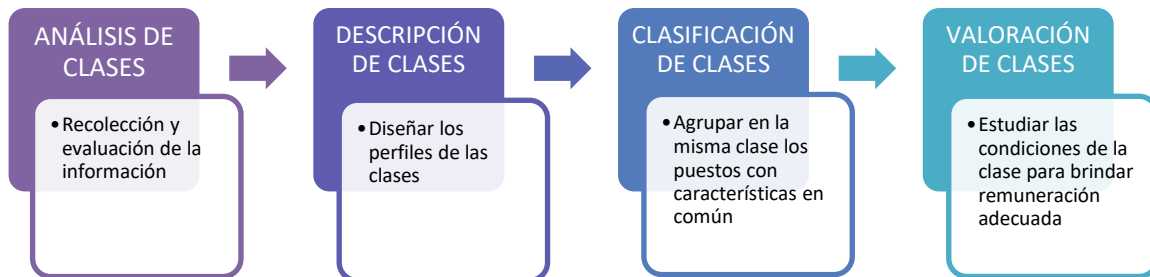 ANÁLISIS DE
CLASES
• Recolección y
evaluación de la
información
DESCRIPCIÓN
DE CLASES
• Diseñar los
perfiles de las
clases
CLASIFICACIÓN
DE CLASES
• Agrupar en la
misma clase los
puestos con
características en
común
VALORACIÓN
DE CLASES
• Estudiar las
condiciones de la
clase para brindar
remuneración
adecuada